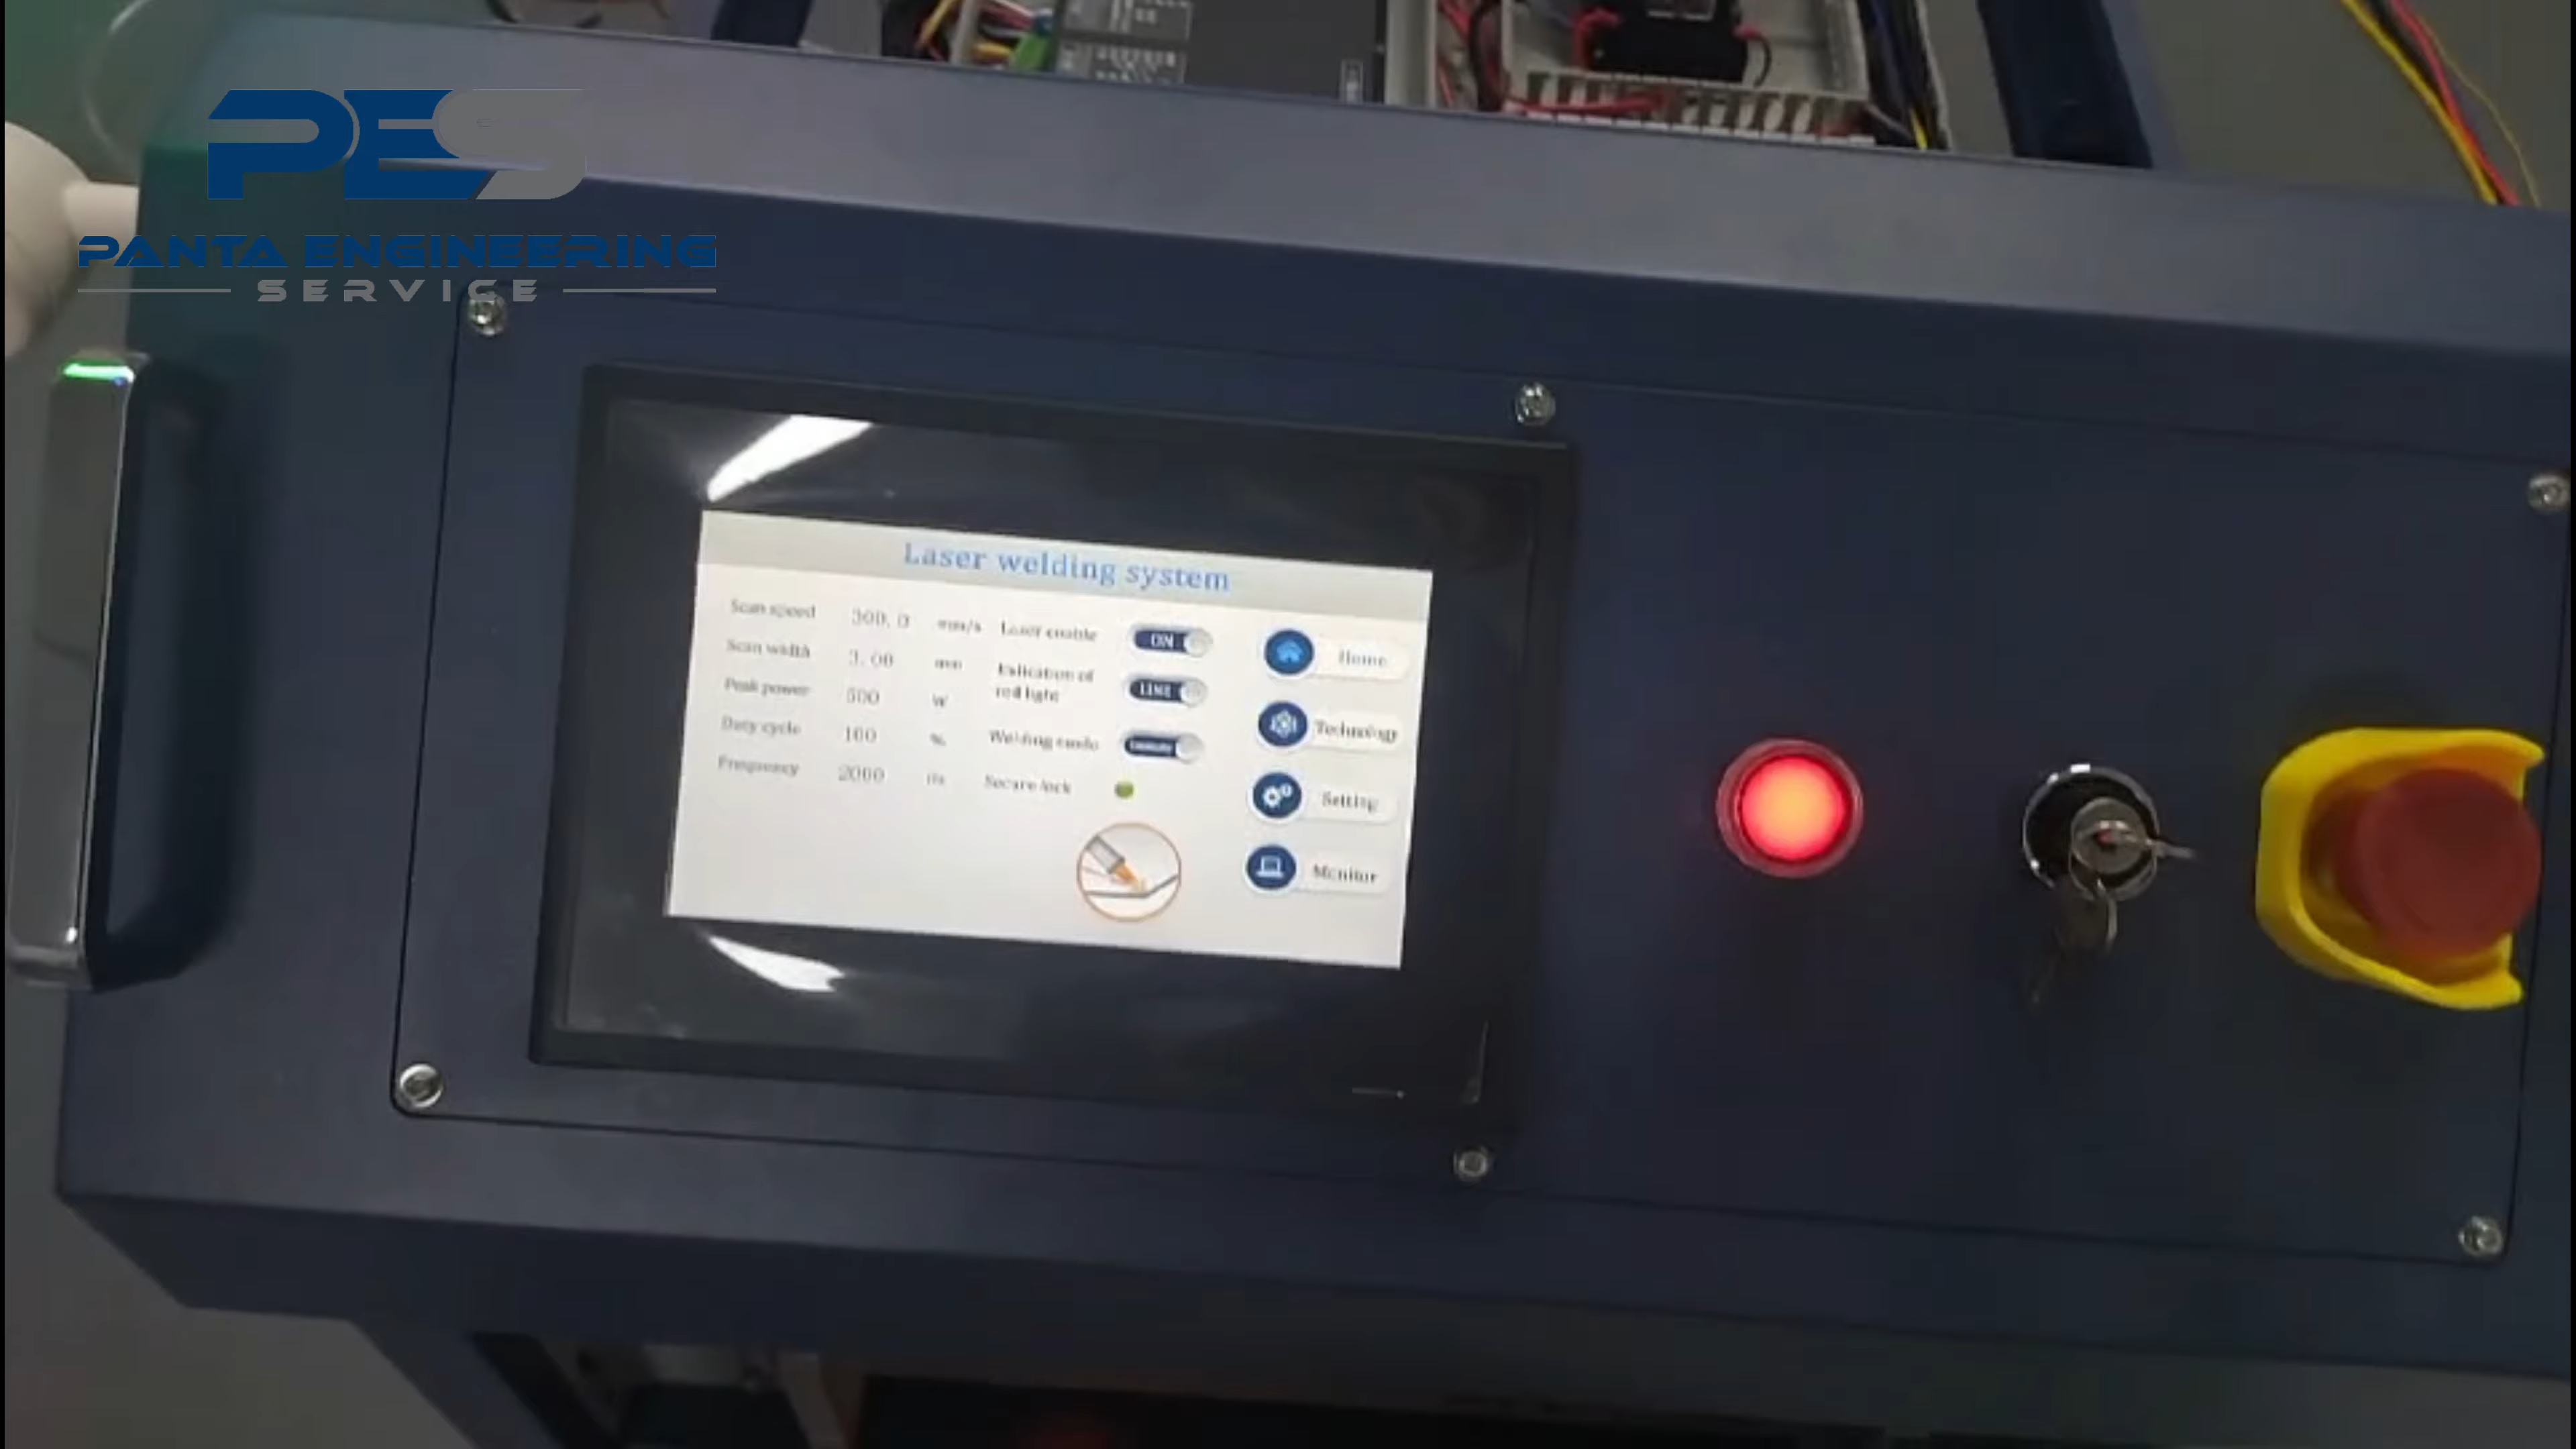 PES
PANTA ENGINEERING
SERVICE
Laser welding system
Scan speed 300.0 mm/s
Scan width 3.00 mm
Peak power 500 W
Duty cycle 100 %
Frequency 2000
Laser enable ON
Indication of red light LINE
Welding mode
Secure lock
Home
Technology
Setting
Monitor